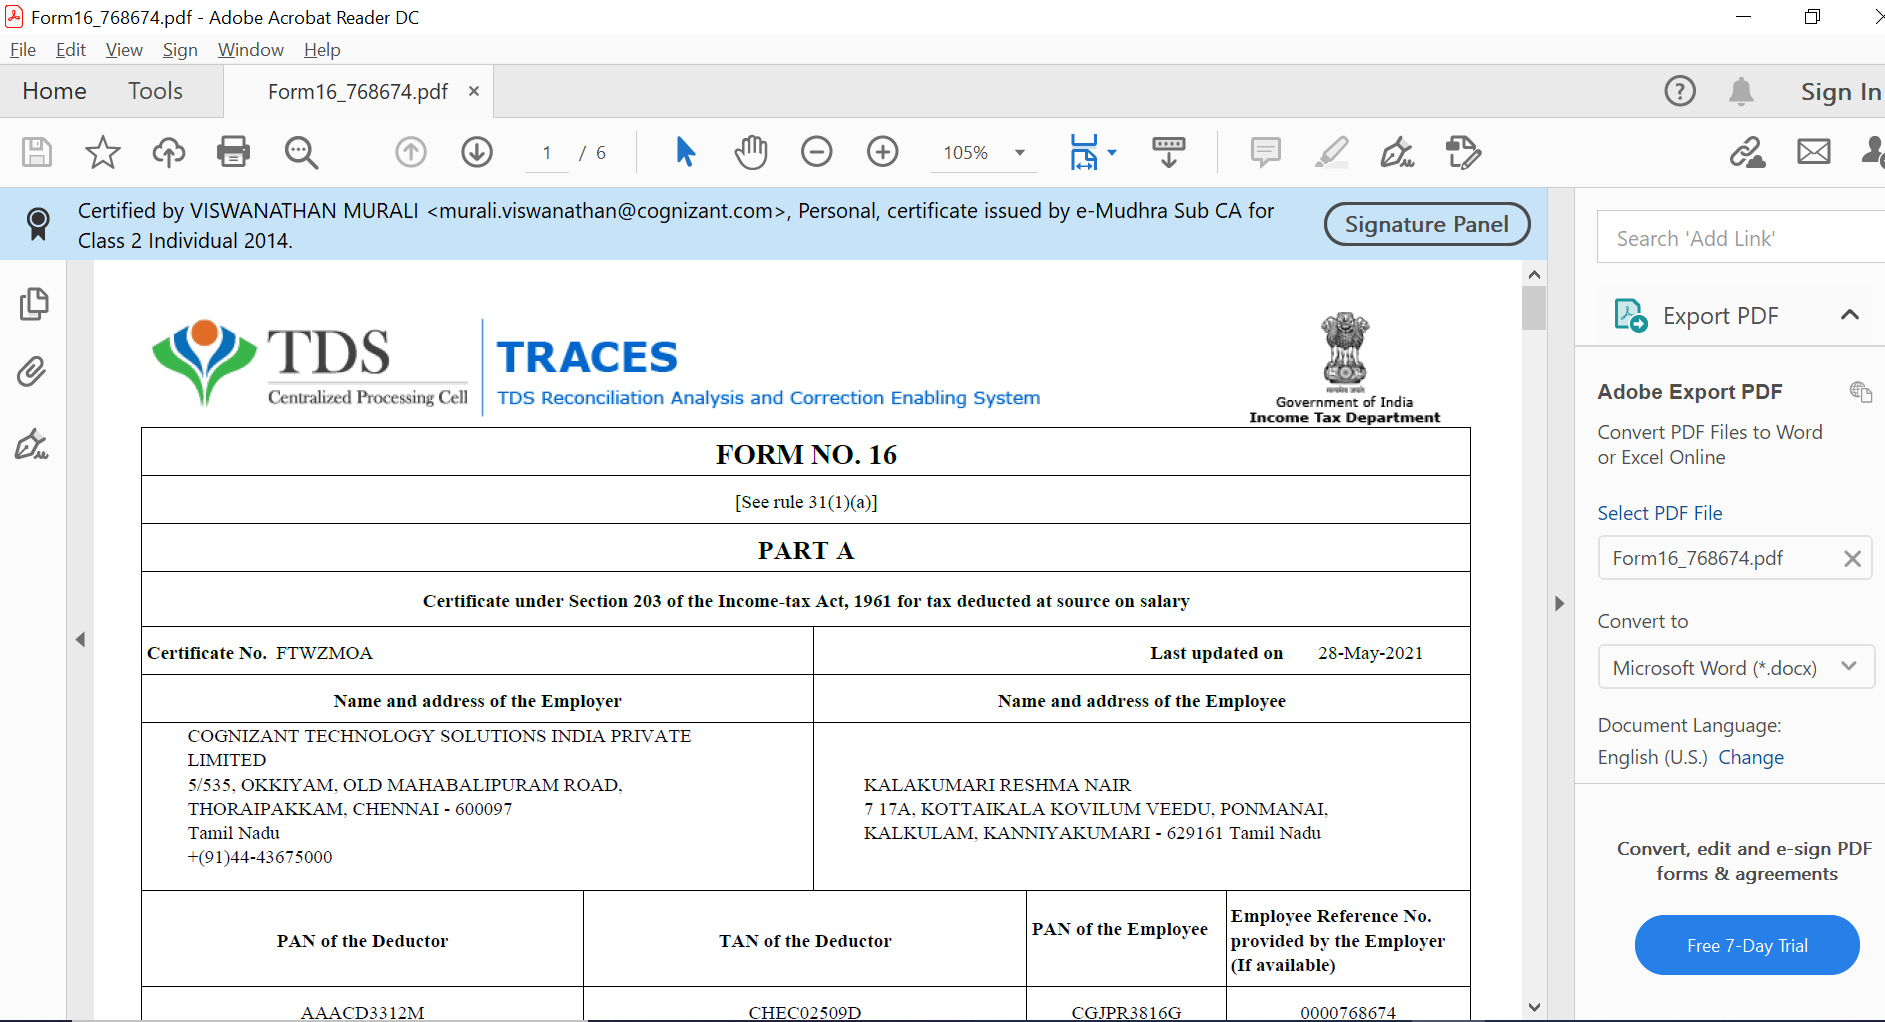 Form16_768674.pdf - Adobe Acrobat Reader DC
File Edit View Sign Window Help
Home Tools Form16_768674.pdf × Sign In
1 / 6 105%
Certified by VISWANATHAN MURALI <murali.viswanathan@cognizant.com>, Personal, certificate issued by e-Mudhra Sub CA for
Class 2 Individual 2014.
Signature Panel
TDS
Centralized Processing Cell
TRACES
TDS Reconciliation Analysis and Correction Enabling System
Government of India
Income Tax Department
FORM NO. 16
[See rule 31(1)(a)]
PART A
Certificate under Section 203 of the Income-tax Act, 1961 for tax deducted at source on salary
Certificate No. FTWZMOA
Last updated on 28-May-2021
Name and address of the Employer
Name and address of the Employee
COGNIZANT TECHNOLOGY SOLUTIONS INDIA PRIVATE
LIMITED
5/535, OKKIYAM, OLD MAHABALIPURAM ROAD,
THORAIPAKKAM, CHENNAI - 600097
Tamil Nadu
+(91)44-43675000
KALAKUMARI RESHMA NAIR
7 17A, KOTTAIKALA KOVILUM VEEDU, PONMANAI,
KALKULAM, KANNIYAKUMARI - 629161 Tamil Nadu
PAN of the Deductor
TAN of the Deductor
PAN of the Employee
Employee Reference No.
provided by the Employer
(If available)
AAACD3312M
CHEC02509D
CGJPR3816G
0000768674
Search 'Add Link'
Export PDF
Adobe Export PDF
Convert PDF Files to Word
or Excel Online
Select PDF File
Form16_768674.pdf
Convert to
Microsoft Word (*.docx)
Document Language:
English (U.S.) Change
Convert, edit and e-sign PDF
forms & agreements
Free 7-Day Trial